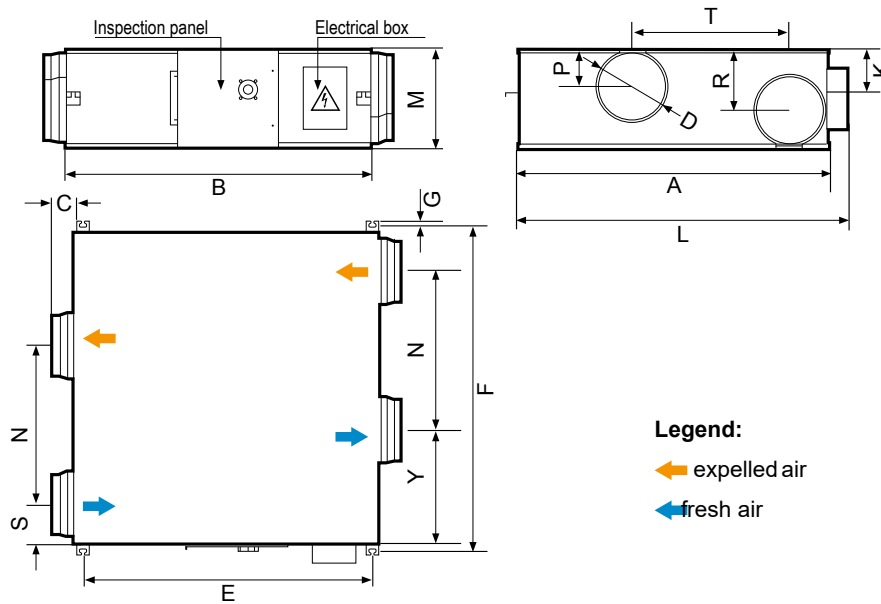 Inspection panel
Electrical box
M
B
T
P
R
K
D
A
L
C
G
N
N
F
Y
S
E
Legend:
expelled air
fresh air